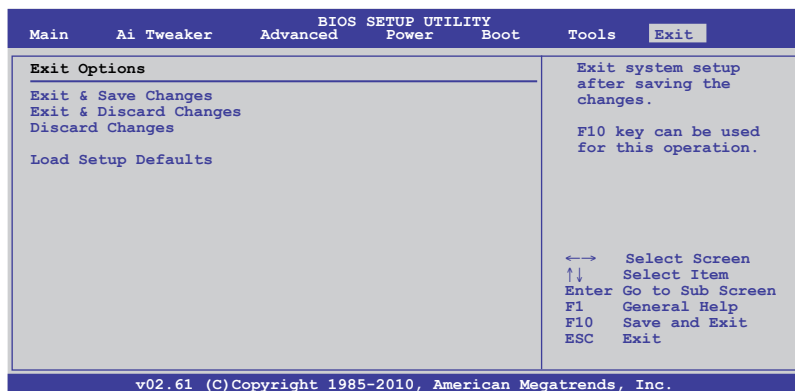 BIOS SETUP UTILITY
Main Ai Tweaker Advanced Power Boot Tools Exit
Exit Options
Exit & Save Changes
Exit & Discard Changes
Discard Changes
Load Setup Defaults
Exit system setup
after saving the
changes.
F10 key can be used
for this operation.
←→ Select Screen
↑↓ Select Item
Enter Go to Sub Screen
F1 General Help
F10 Save and Exit
ESC Exit
v02.61 (C)Copyright 1985-2010, American Megatrends, Inc.